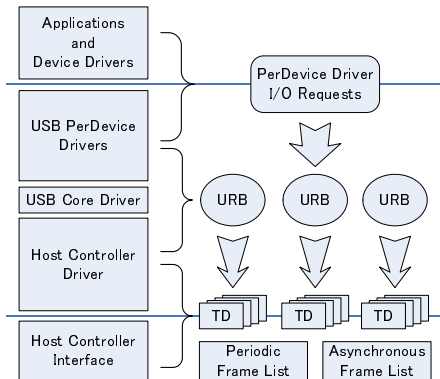 Applications
and
Device Drivers
PerDevice Driver
I/O Requests
USB PerDevice
Drivers
USB Core Driver
URB
URB
URB
Host Controller
Driver
TD
TD
TD
Host Controller
Interface
Periodic
Frame List
Asynchronous
Frame List